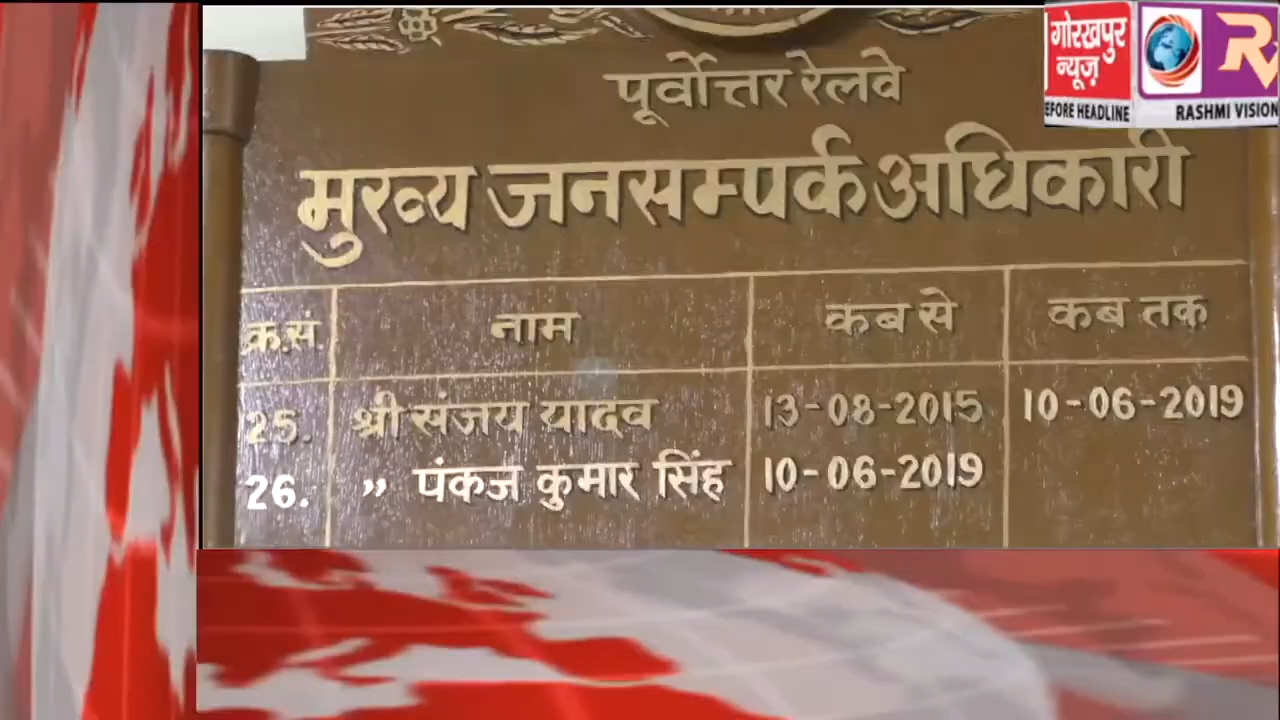 पूर्वोत्तर रेलवे
मुख्य जनसम्पर्क अधिकारी
क.सं. नाम कब से कब तक
25. श्री संजय यादव 13-08-2015 10-06-2019
26. ,, पंकज कुमार सिंह 10-06-2019
गोरखपुर
न्यूज़
EFORE HEADLINE
R
RASHMI VISION